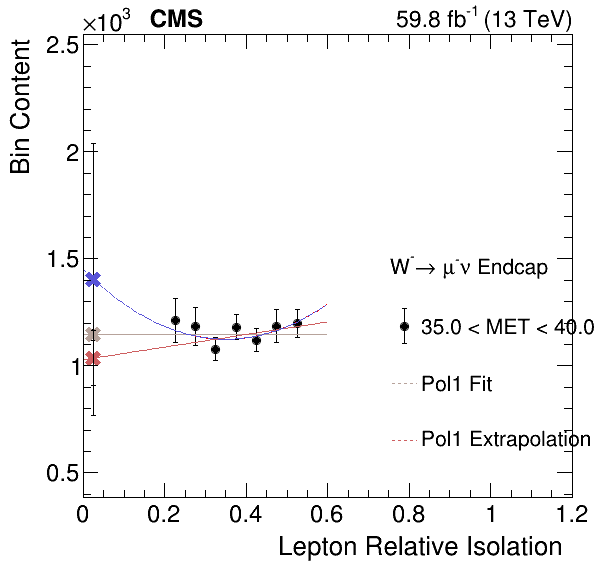 ×10³ CMS 59.8 fb⁻¹ (13 TeV)
Bin Content
2.5
2
1.5
1
0.5
W⁻→ μ⁻ν Endcap
35.0 < MET < 40.0
Pol1 Fit
Pol1 Extrapolation
0 0.2 0.4 0.6 0.8 1 1.2
Lepton Relative Isolation